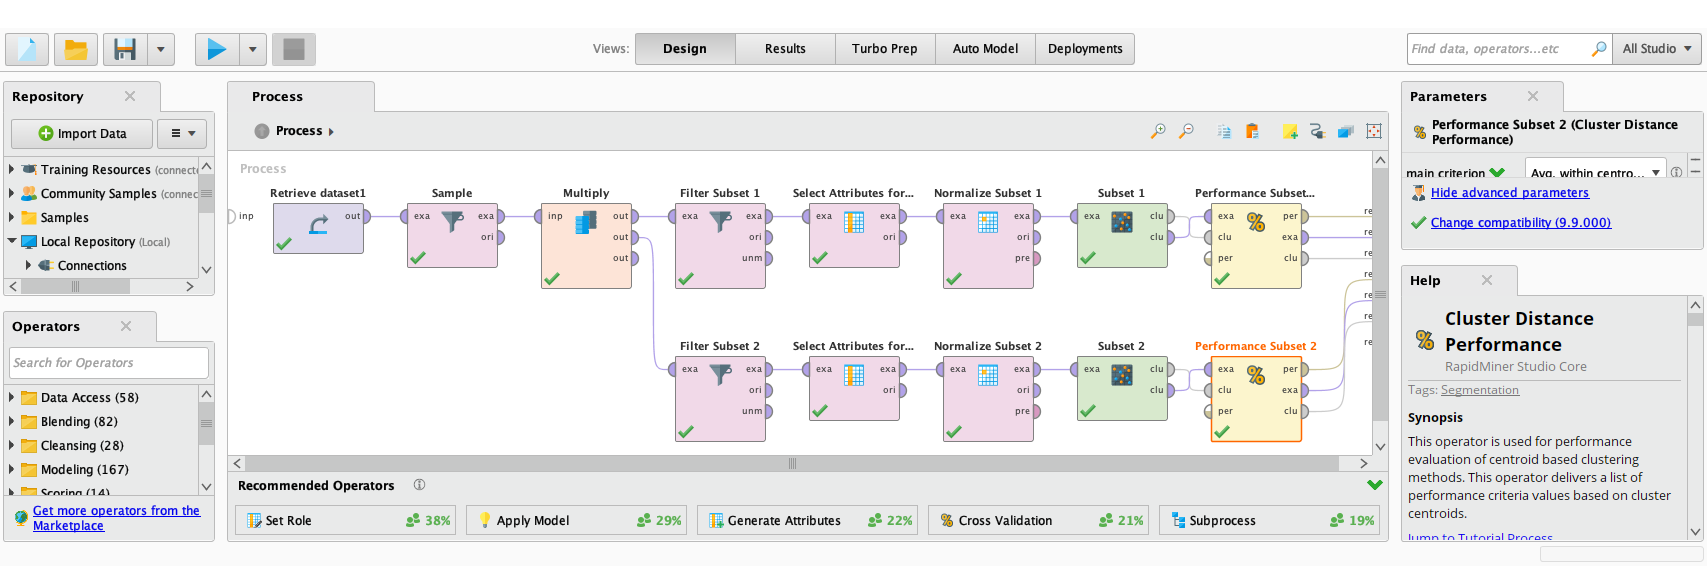 Views:
Design
Results
Turbo Prep
Auto Model
Deployments
Find data, operators...etc
All Studio
Repository
Import Data
Training Resources (connecte
Community Samples (connec
Samples
Local Repository (Local)
Connections
Operators
Search for Operators
Data Access (58)
Blending (82)
Cleansing (28)
Modeling (167)
Scoring (14)
Get more operators from the
Marketplace
Process
Process
Process
inp
Retrieve dataset1
out
Sample
exa exa
ori
Multiply
inp out
out
out
Filter Subset 1
exa exa
ori
unm
Select Attributes for...
exa exa
ori
Normalize Subset 1
exa exa
ori
pre
Subset 1
exa clu
clu
Performance Subset...
exa per
clu exa
per clu
re
re
re
re
re
re
re
Filter Subset 2
exa exa
ori
unm
Select Attributes for...
exa exa
ori
Normalize Subset 2
exa exa
ori
pre
Subset 2
exa clu
clu
Performance Subset 2
exa per
clu exa
per clu
Recommended Operators
Set Role 38%
Apply Model 29%
Generate Attributes 22%
Cross Validation 21%
Subprocess 19%
Parameters
Performance Subset 2 (Cluster Distance
Performance)
main criterion Avg. within centro...
Hide advanced parameters
Change compatibility (9.9.000)
Help
Cluster Distance
Performance
RapidMiner Studio Core
Tags: Segmentation
Synopsis
This operator is used for performance
evaluation of centroid based clustering
methods. This operator delivers a list of
performance criteria values based on cluster
centroids.
Jump to Tutorial Process